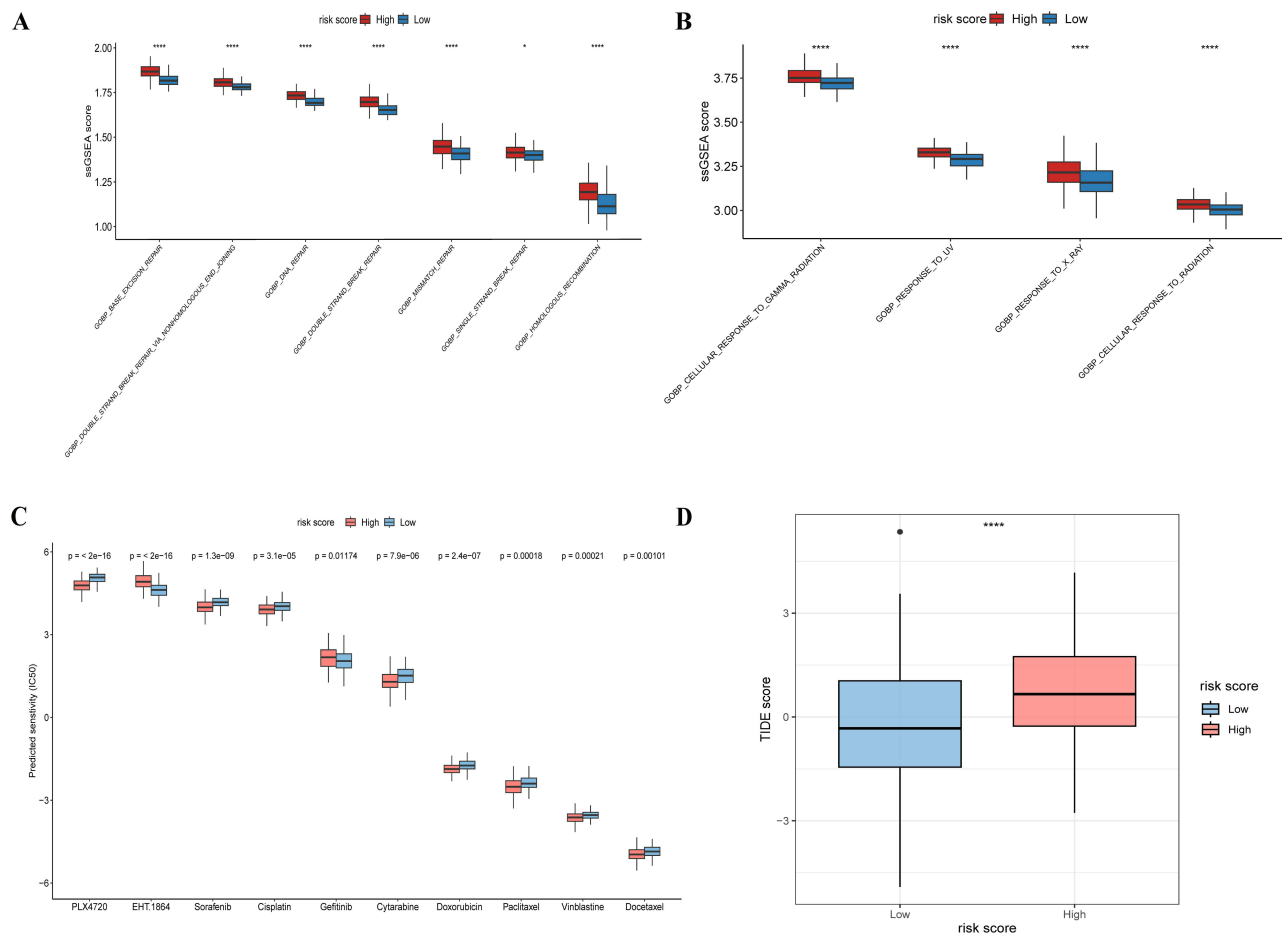 A
risk score High Low
ssGSEA score
2.00
1.75
1.50
1.25
1.00
**** **** **** **** **** * ****
GOBP_BASE_EXCISION_REPAIR
GOBP_DOUBLE_STRAND_BREAK_REPAIR_VIA_NONHOMOLOGOUS_END_JOINING
GOBP_DNA_REPAIR
GOBP_DOUBLE_STRAND_BREAK_REPAIR
GOBP_MISMATCH_REPAIR
GOBP_SINGLE_STRAND_BREAK_REPAIR
GOBP_HOMOLOGOUS_RECOMBINATION
B
risk score High Low
ssGSEA score
3.75
3.50
3.25
3.00
**** **** **** ****
GOBP_CELLULAR_RESPONSE_TO_GAMMA_RADIATION
GOBP_RESPONSE_TO_UV
GOBP_RESPONSE_TO_X_RAY
GOBP_CELLULAR_RESPONSE_TO_RADIATION
C
risk score High Low
Predicted senstivity (IC50)
6
3
0
−3
−6
p = < 2e−16 p = < 2e−16 p = 1.3e−09 p = 3.1e−05 p = 0.01174 p = 7.9e−06 p = 2.4e−07 p = 0.00018 p = 0.00021 p = 0.00101
PLX4720 EHT.1864 Sorafenib Cisplatin Gefitinib Cytarabine Doxorubicin Paclitaxel Vinblastine Docetaxel
D
****
TIDE score
3
0
−3
Low High
risk score
risk score
Low
High